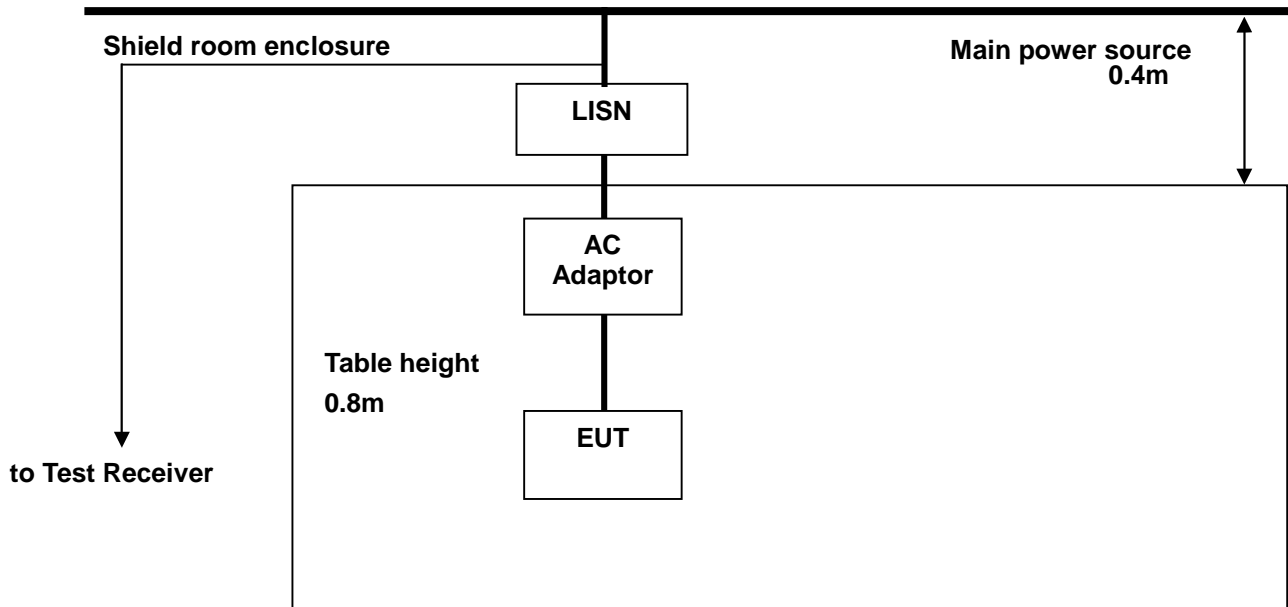 Shield room enclosure
Main power source
0.4m
LISN
AC
Adaptor
Table height
0.8m
EUT
to Test Receiver